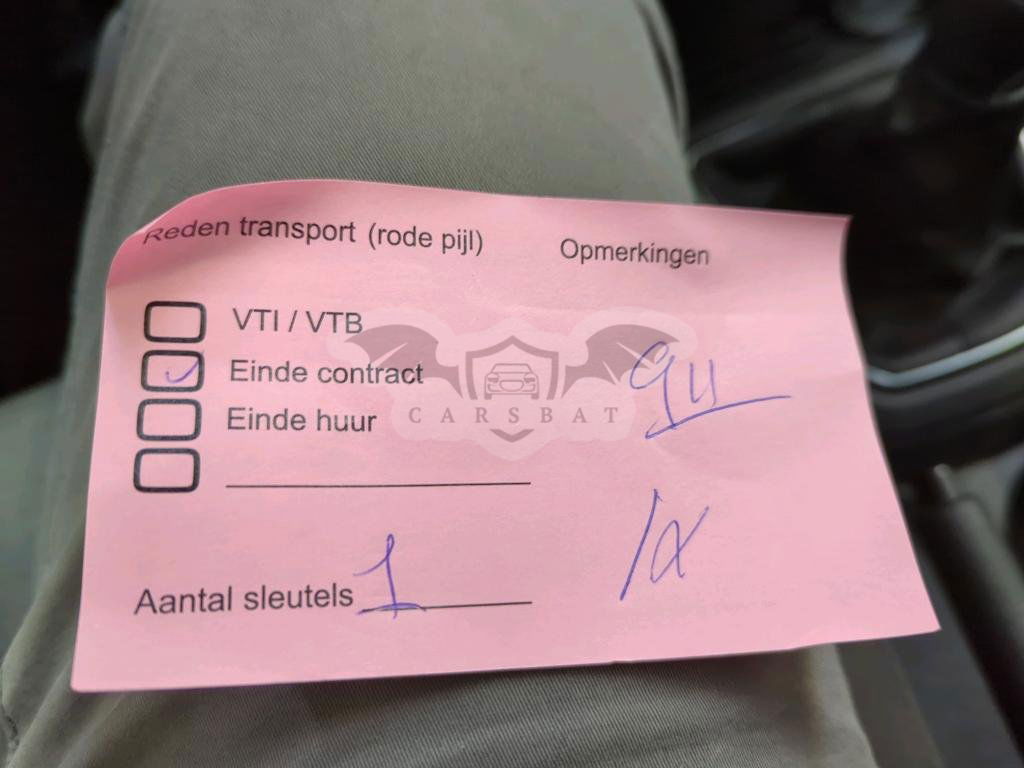 Reden transport (rode pijl)
Opmerkingen
VTI / VTB
Einde contract
Einde huur
Aantal sleutels 1
CARSBAT